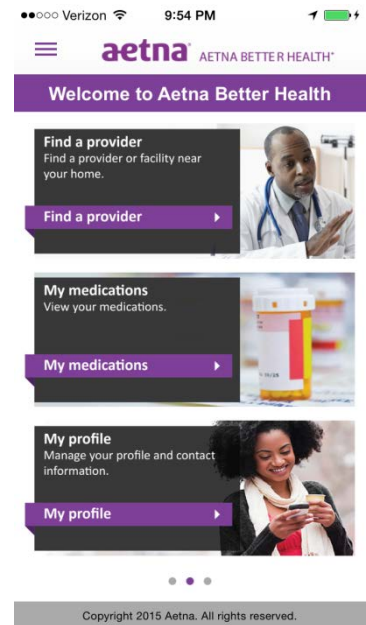 Verizon 9:54 PM
aetna AETNA BETTER HEALTH℠
Welcome to Aetna Better Health
Find a provider
Find a provider or facility near
your home.
Find a provider
My medications
View your medications.
My medications
My profile
Manage your profile and contact
information.
My profile
Copyright 2015 Aetna. All rights reserved.